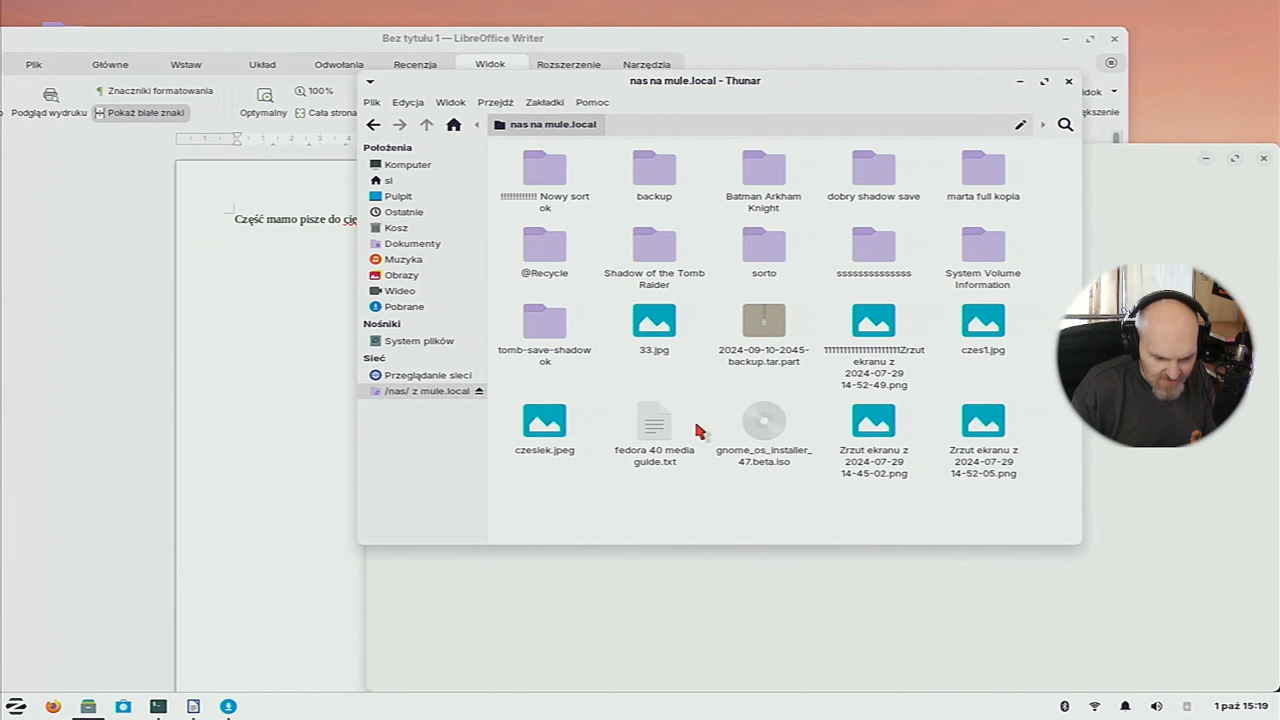 Bez tytułu 1 — LibreOffice Writer
Plik Główne Wstaw Układ Odwołania Recenzja Widok Rozszerzenie Narzędzia
Znaczniki formatowania
Podgląd wydruku
Pokaż białe znaki
Optymalny
100%
Cała strona
nas na mule.local - Thunar
Plik Edycja Widok Przejdź Zakładki Pomoc
nas na mule.local
Położenia
Komputer
sl
Pulpit
Ostatnie
Kosz
Dokumenty
Muzyka
Obrazy
Wideo
Pobrane
Nośniki
System plików
Sieć
Przeglądanie sieci
/nas/ z mule.local
!!!!!!!!!!!! Nowy sort
ok
backup
Batman Arkham
Knight
dobry shadow save
marta full kopia
@Recycle
Shadow of the Tomb
Raider
sorto
ssssssssssssss
System Volume
Information
tomb-save-shadow
ok
33.jpg
2024-09-10-2045-
backup.tar.part
ekranu z
2024-07-29
14-52-49.png
czes1.jpg
czesiek.jpeg
fedora 40 media
guide.txt
gnome_os_installer_
47.beta.iso
Zrzut ekranu z
2024-07-29
14-45-02.png
Zrzut ekranu z
2024-07-29
14-52-05.png
Część mamo pisze do cię
1 paź 15:19